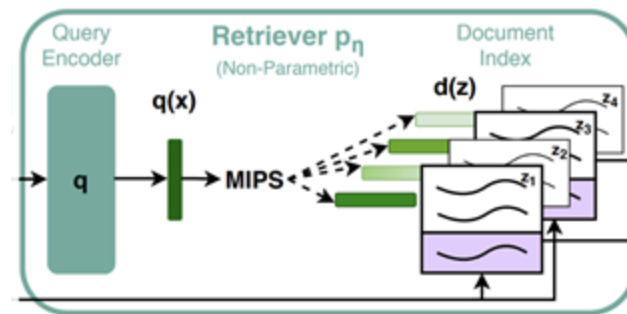 Query
Encoder
Retriever pη
(Non-Parametric)
Document
Index
q(x)
d(z)
q
MIPS
z4
z3
z2
z1